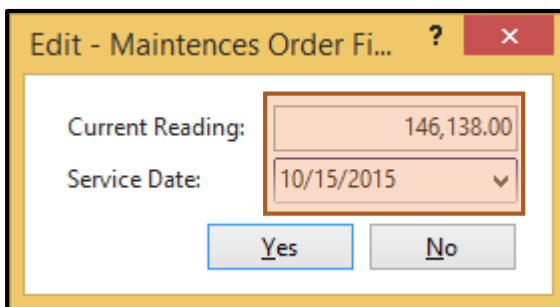 Edit - Maintences Order Fi... ? ×
Current Reading: 146,138.00
Service Date: 10/15/2015
Yes No